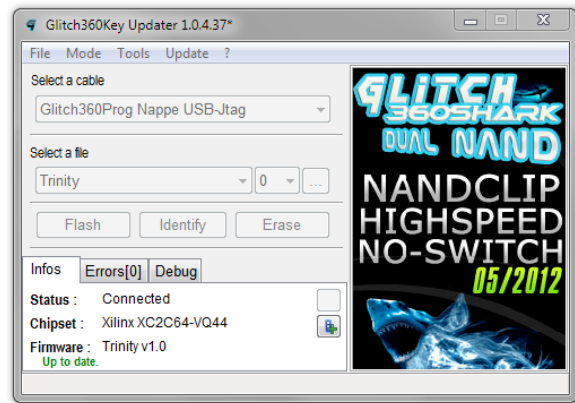 Glitch360Key Updater 1.0.4.37*
File Mode Tools Update ?
Select a cable
Glitch360Prog Nappe USB-Jtag
Select a file
Trinity 0 ...
Flash Identify Erase
Infos Errors[0] Debug
Status : Connected
Chipset : Xilinx XC2C64-VQ44
Firmware : Trinity v1.0
Up to date.
GLITCH
360SHARK
DUAL NAND
NANDCLIP
HIGHSPEED
NO-SWITCH
05/2012